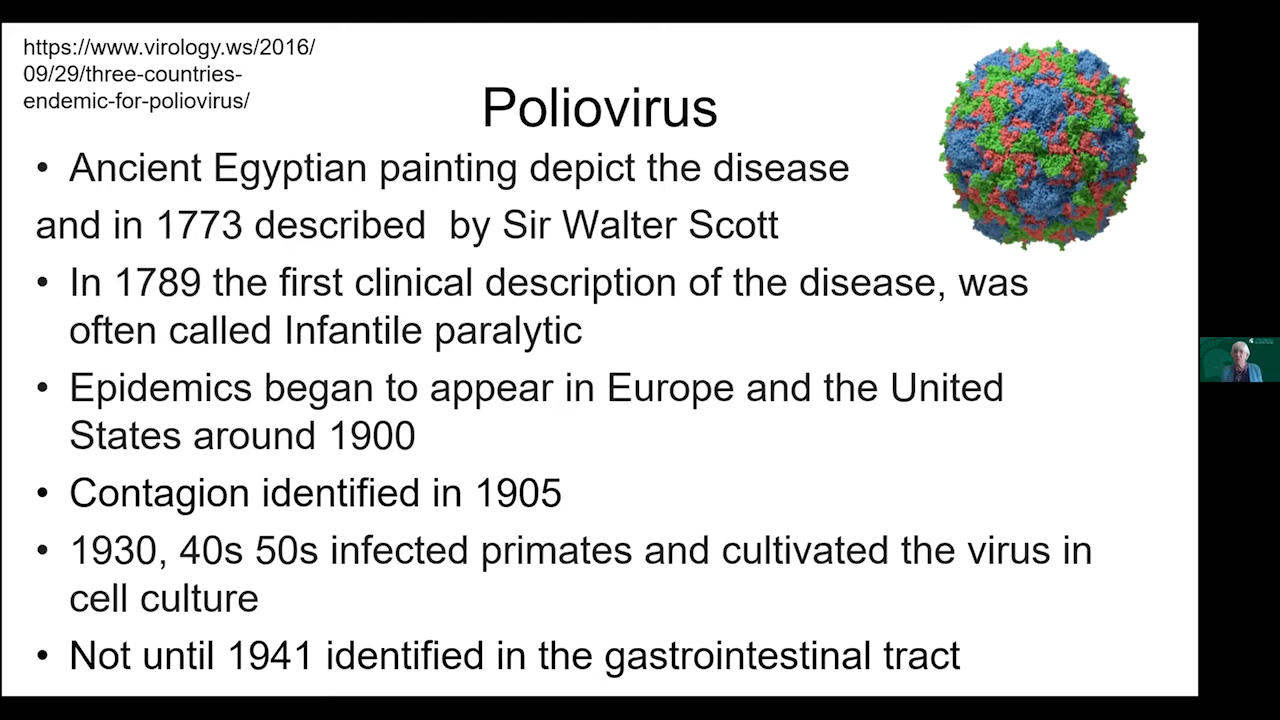 https://www.virology.ws/2016/
09/29/three-countries-
endemic-for-poliovirus/
Poliovirus
• Ancient Egyptian painting depict the disease
and in 1773 described by Sir Walter Scott
• In 1789 the first clinical description of the disease, was
often called Infantile paralytic
• Epidemics began to appear in Europe and the United
States around 1900
• Contagion identified in 1905
• 1930, 40s 50s infected primates and cultivated the virus in
cell culture
• Not until 1941 identified in the gastrointestinal tract